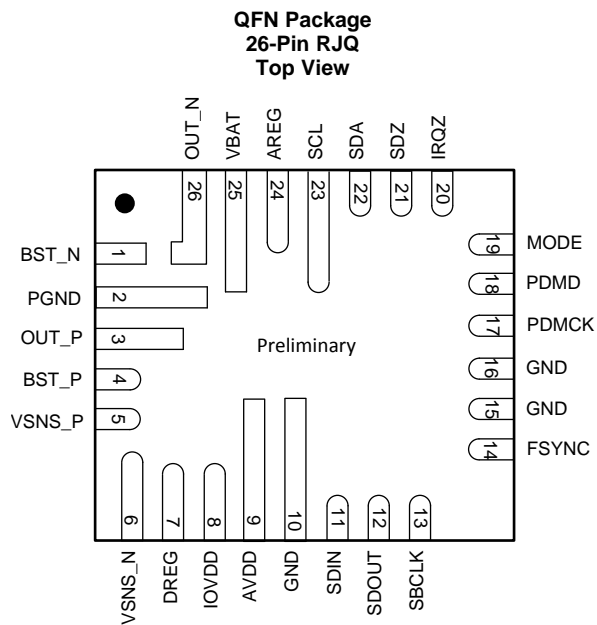 QFN Package
26-Pin RJQ
Top View
OUT_N
VBAT
AREG
SCL
SDA
SDZ
IRQZ
26
25
24
23
22
21
20
BST_N
1
PGND
2
OUT_P
3
BST_P
4
VSNS_P
5
Preliminary
19
MODE
18
PDMD
17
PDMCK
16
GND
15
GND
14
FSYNC
6
7
8
9
10
11
12
13
VSNS_N
DREG
IOVDD
AVDD
GND
SDIN
SDOUT
SBCLK